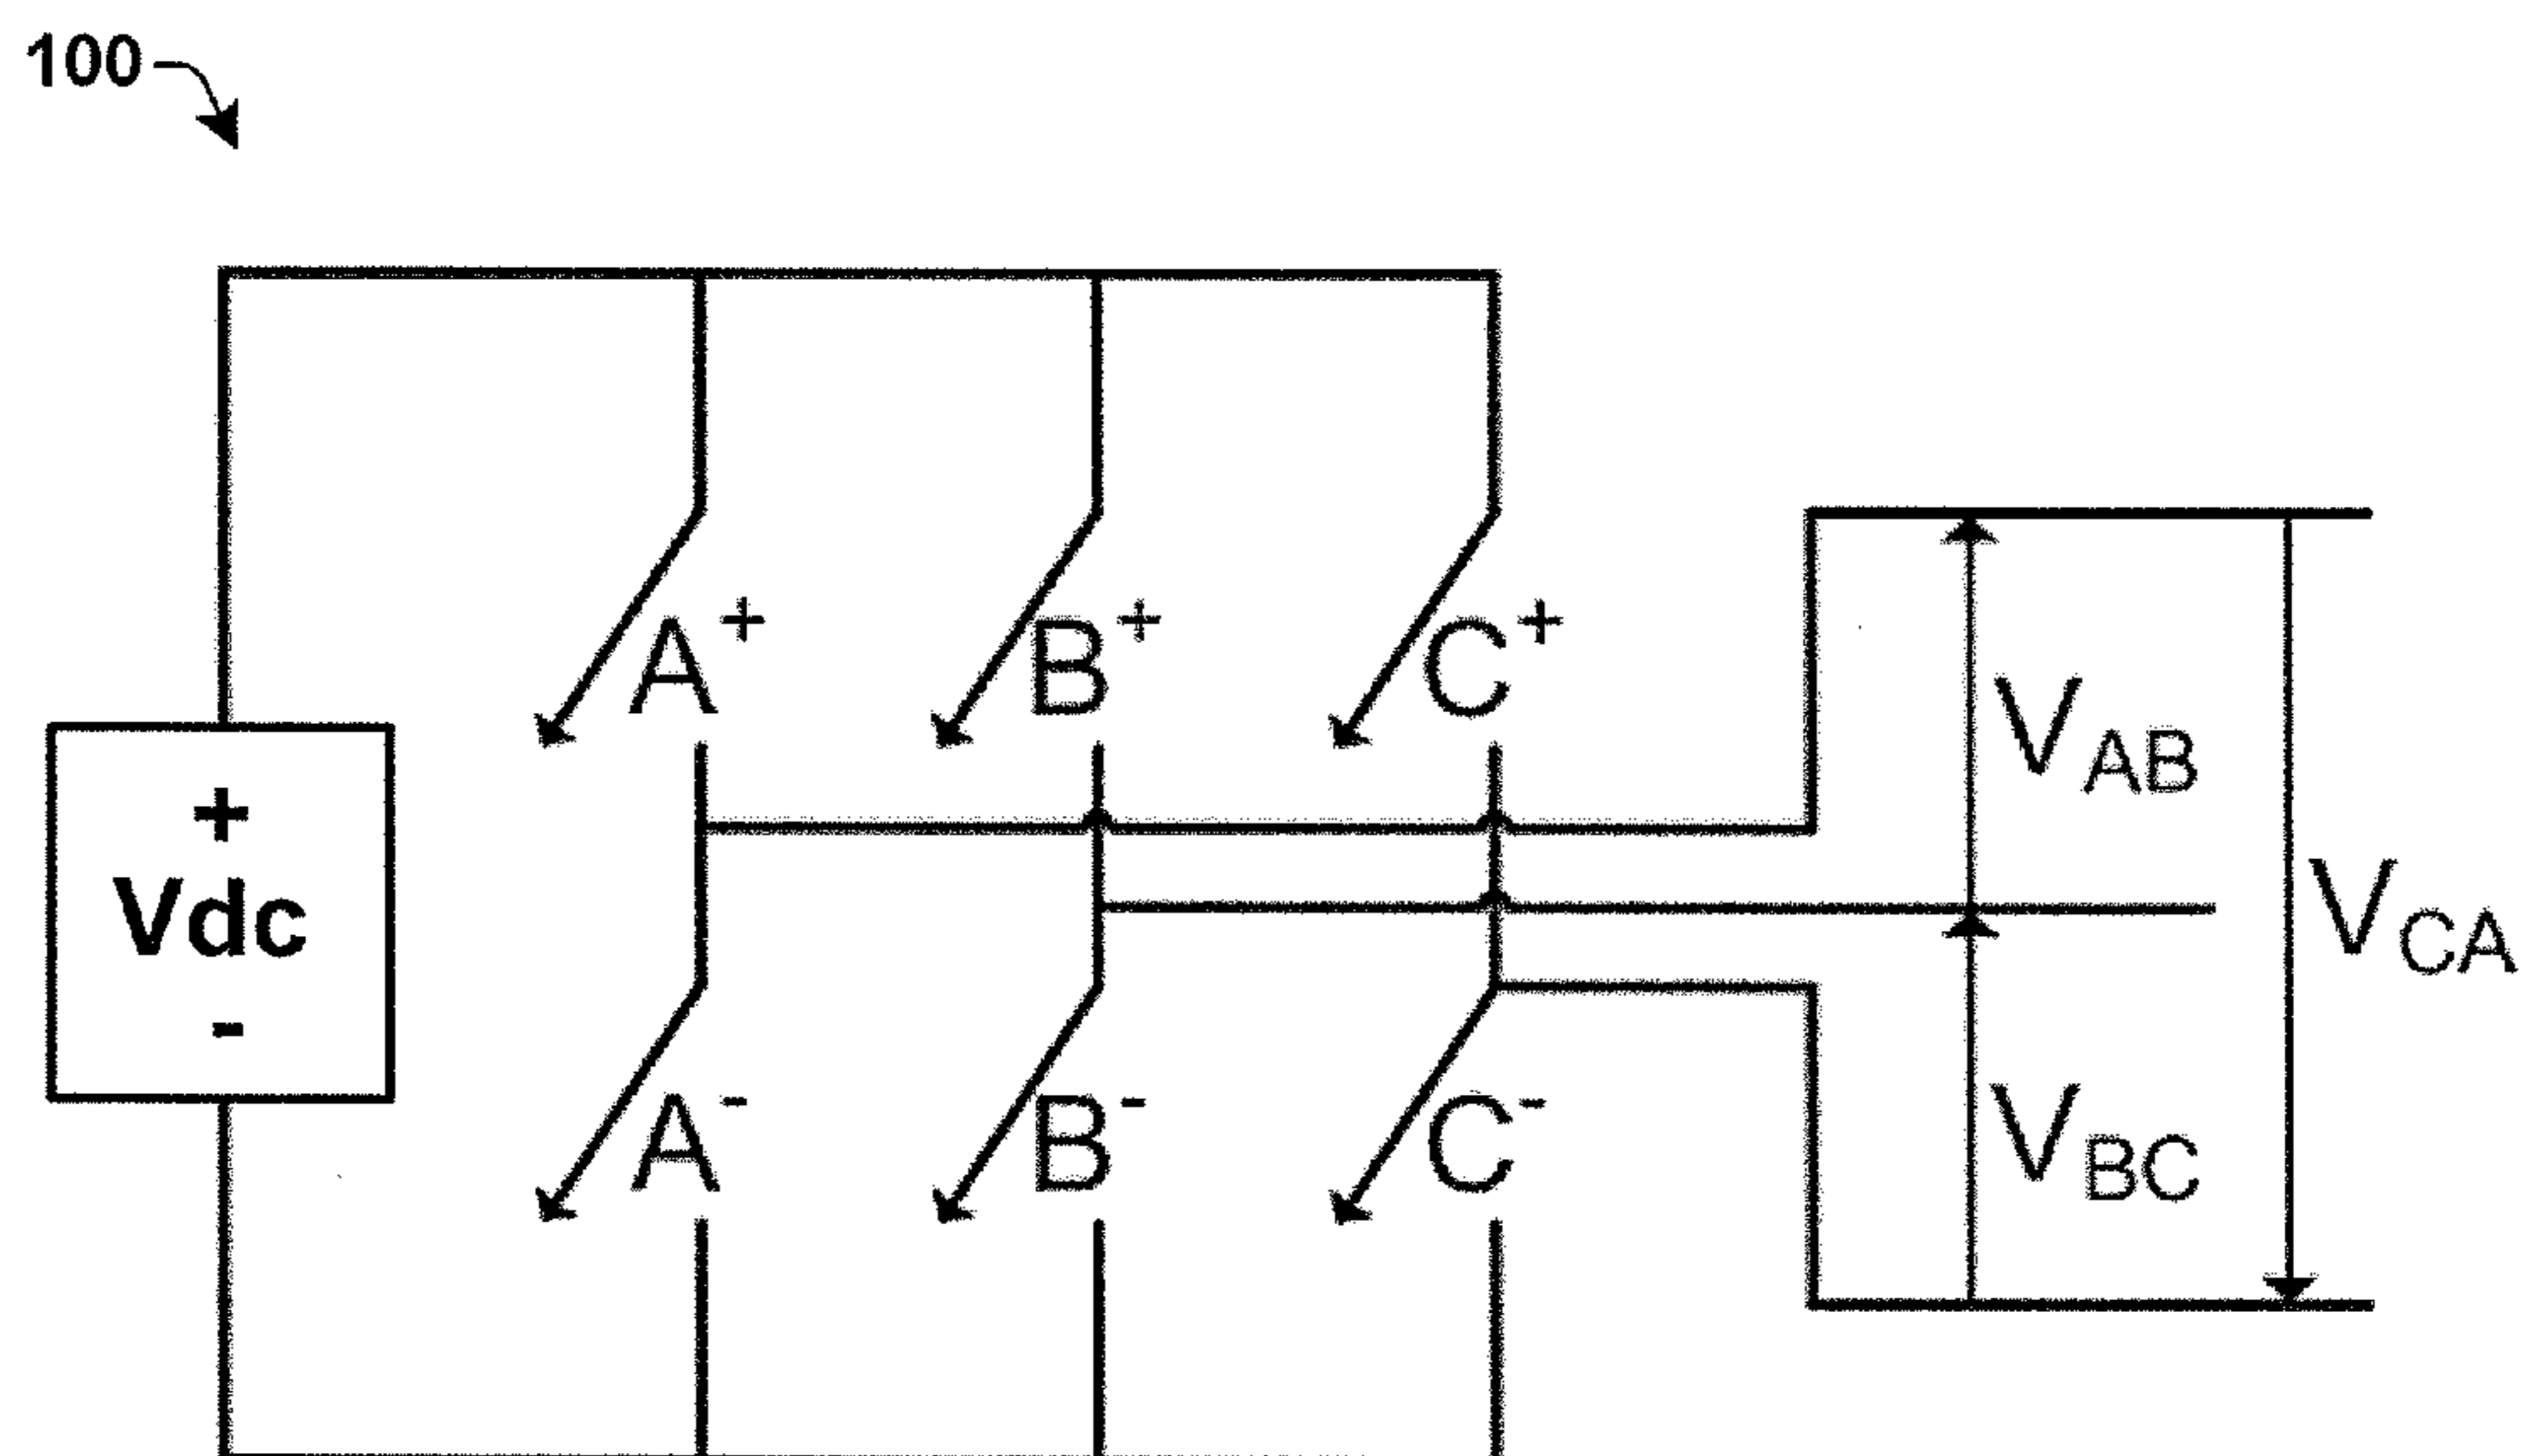 100
A+ B+ C+
VAB
+
Vdc
-
VCA
A- B- C-
VBC